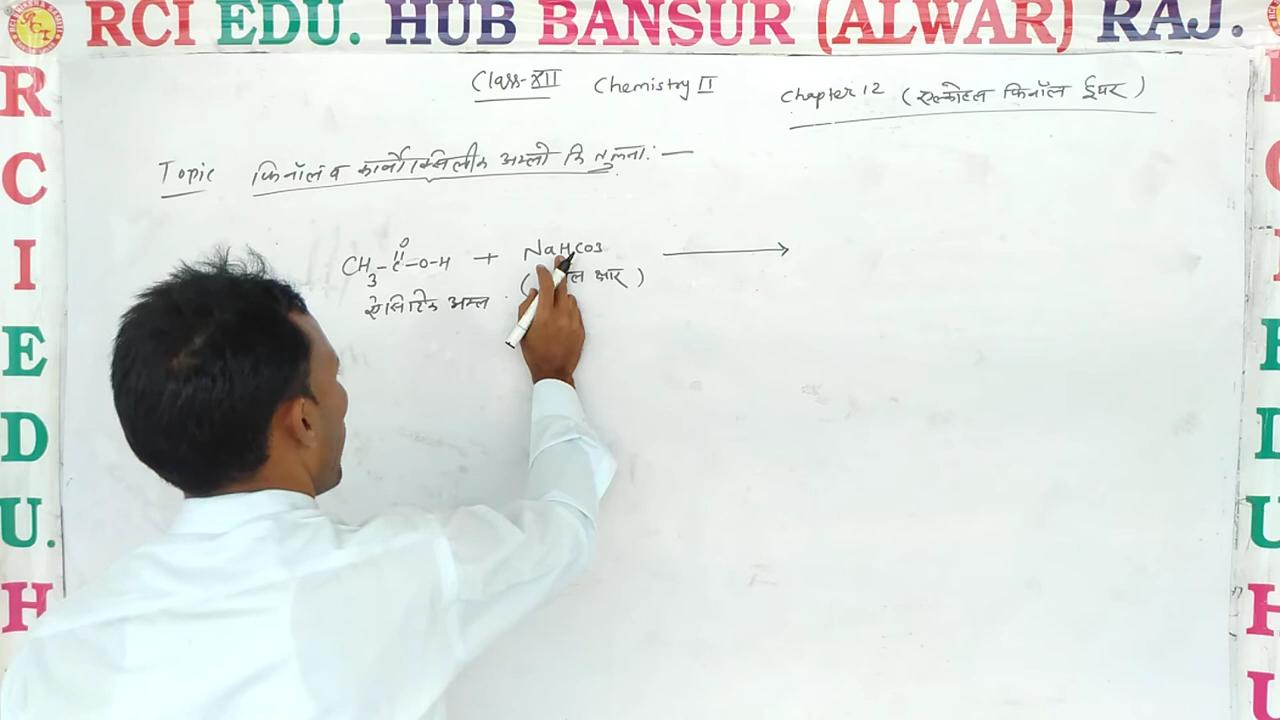 RCI EDU. HUB BANSUR (ALWAR) RAJ.
Class-XII Chemistry II Chapter 12 (एल्कोहल फिनॉल ईथर)
Topic फिनॉल व कार्बोक्सिलीक अम्लो कि तुलना:-
O
CH3-C-O-H + NaHCO3
(ल क्षार)
ऐसिटिक अम्ल
R
C
I
E
D
U.
H